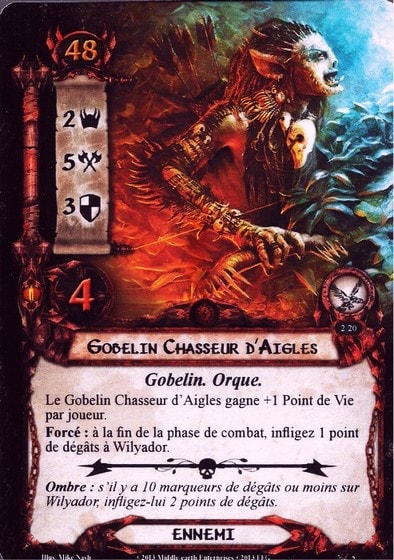 48
2
5
3
4
2/20
Gobelin Chasseur d'Aigles
Gobelin. Orque.
Le Gobelin Chasseur d'Aigles gagne +1 Point de Vie
par joueur.
Forcé : à la fin de la phase de combat, infligez 1 point
de dégâts à Wilyador.
Ombre : s'il y a 10 marqueurs de dégâts ou moins sur
Wilyador, infligez-lui 2 points de dégâts.
ENNEMI
Illus. Mike Nash
• 2013 Middle-earth Enterprises • 2013 FFG